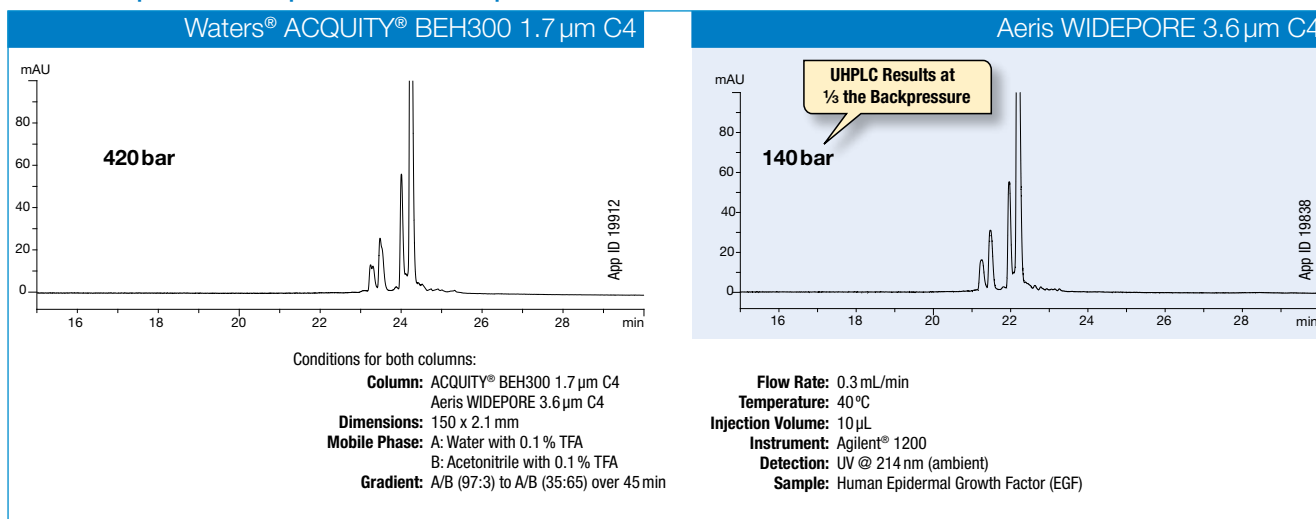 Waters® ACQUITY® BEH300 1.7 µm C4
mAU
80
60
40
20
0
420 bar
App ID 19912
16 18 20 22 24 26 28 min
Aeris WIDEPORE 3.6 µm C4
mAU
UHPLC Results at
⅓ the Backpressure
80
60
40
20
0
140 bar
App ID 19838
16 18 20 22 24 26 28 min
Conditions for both columns:
Column: ACQUITY® BEH300 1.7 µm C4
Aeris WIDEPORE 3.6 µm C4
Dimensions: 150 x 2.1 mm
Mobile Phase: A: Water with 0.1 % TFA
B: Acetonitrile with 0.1 % TFA
Gradient: A/B (97:3) to A/B (35:65) over 45 min
Flow Rate: 0.3 mL/min
Temperature: 40 ºC
Injection Volume: 10 µL
Instrument: Agilent® 1200
Detection: UV @ 214 nm (ambient)
Sample: Human Epidermal Growth Factor (EGF)